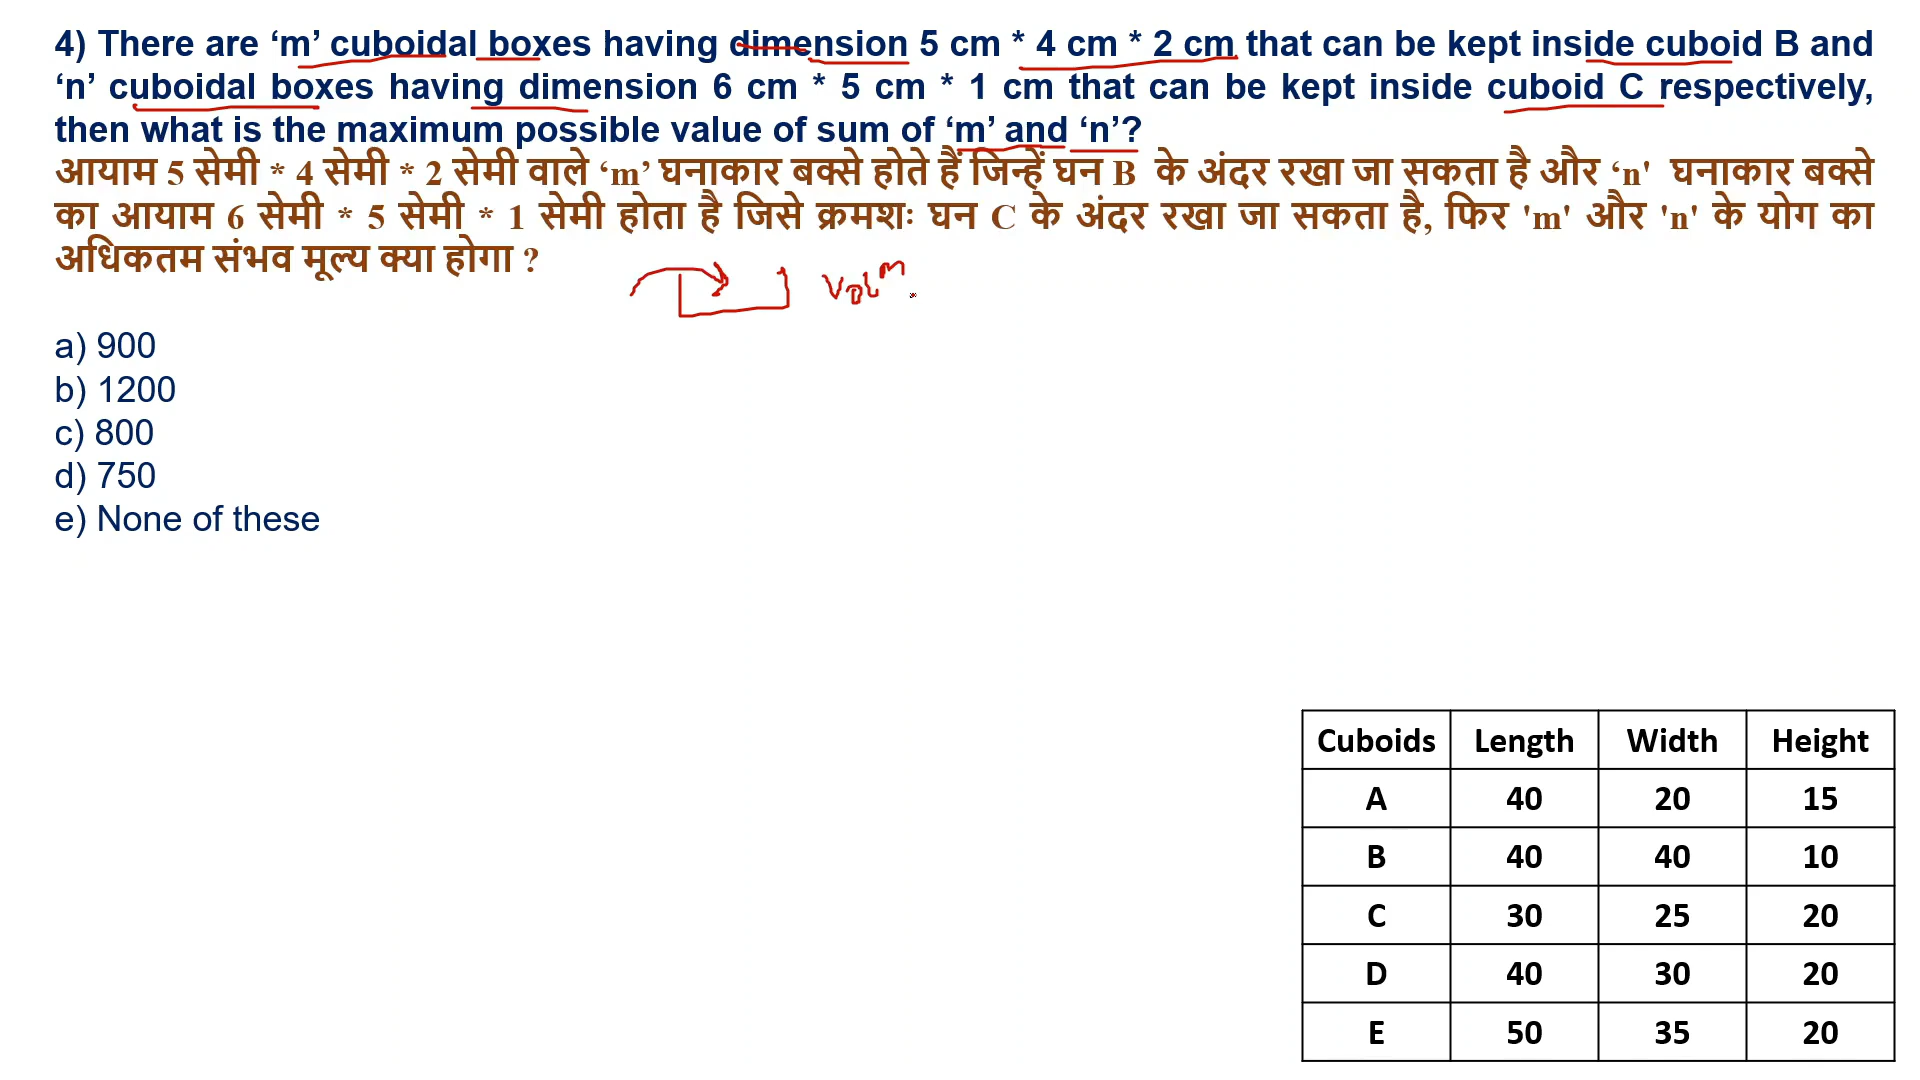 4) There are ‘m’ cuboidal boxes having dimension 5 cm * 4 cm * 2 cm that can be kept inside cuboid B and
‘n’ cuboidal boxes having dimension 6 cm * 5 cm * 1 cm that can be kept inside cuboid C respectively,
then what is the maximum possible value of sum of ‘m’ and ‘n’?
आयाम 5 सेमी * 4 सेमी * 2 सेमी वाले ‘m’ घनाकार बक्से होते हैं जिन्हें घन B के अंदर रखा जा सकता है और ‘n' घनाकार बक्से
का आयाम 6 सेमी * 5 सेमी * 1 सेमी होता है जिसे क्रमशः घन C के अंदर रखा जा सकता है, फिर 'm' और 'n' के योग का
अधिकतम संभव मूल्य क्या होगा ?
Vol^m
a) 900
b) 1200
c) 800
d) 750
e) None of these
Cuboids Length Width Height
A 40 20 15
B 40 40 10
C 30 25 20
D 40 30 20
E 50 35 20